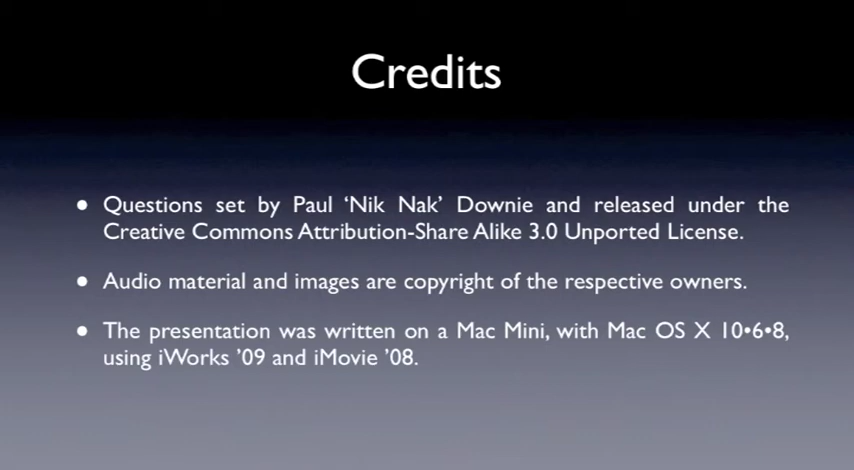 Credits
• Questions set by Paul ‘Nik Nak’ Downie and released under the
Creative Commons Attribution-Share Alike 3.0 Unported License.
• Audio material and images are copyright of the respective owners.
• The presentation was written on a Mac Mini, with Mac OS X 10•6•8,
using iWorks ’09 and iMovie ’08.